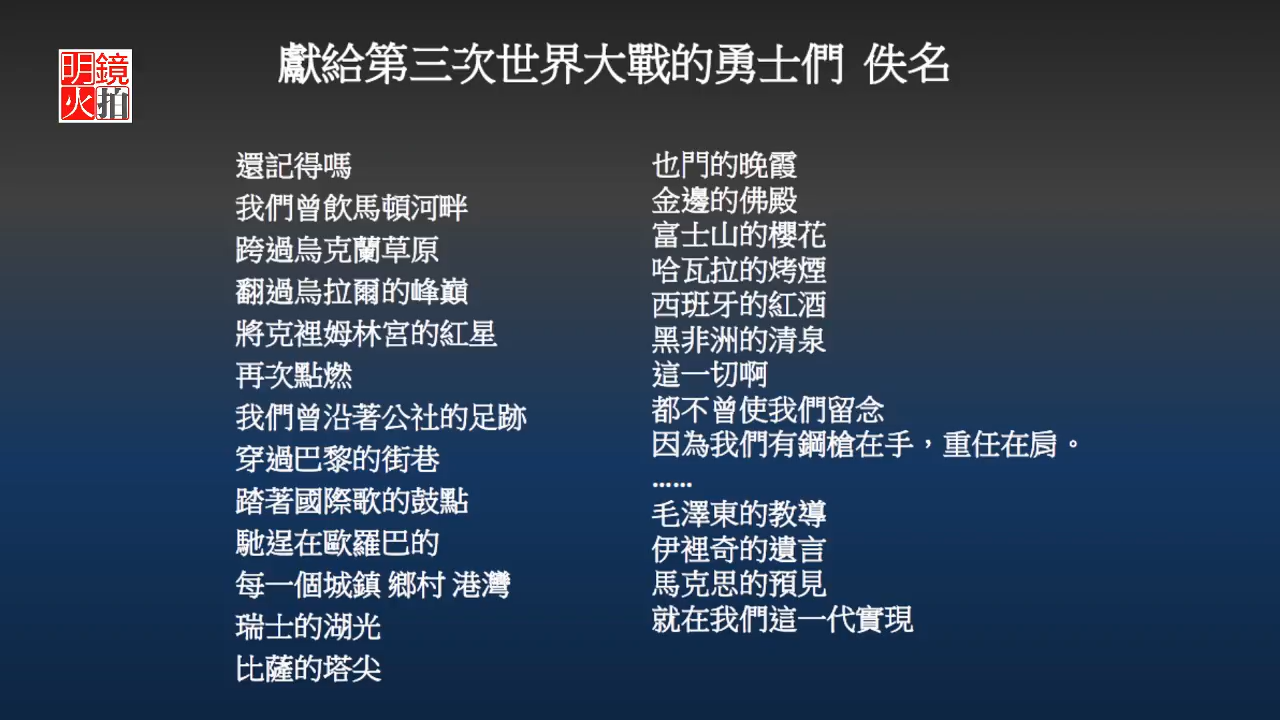 明鏡
火拍
獻給第三次世界大戰的勇士們 佚名
還記得嗎
我們曾飲馬頓河畔
跨過烏克蘭草原
翻過烏拉爾的峰巔
將克裡姆林宮的紅星
再次點燃
我們曾沿著公社的足跡
穿過巴黎的街巷
踏著國際歌的鼓點
馳逞在歐羅巴的
每一個城鎮 鄉村 港灣
瑞士的湖光
比薩的塔尖
也門的晚霞
金邊的佛殿
富士山的櫻花
哈瓦拉的烤煙
西班牙的紅酒
黑非洲的清泉
這一切啊
都不曾使我們留念
因為我們有鋼槍在手，重任在肩。
......
毛澤東的教導
伊裡奇的遺言
馬克思的預見
就在我們這一代實現